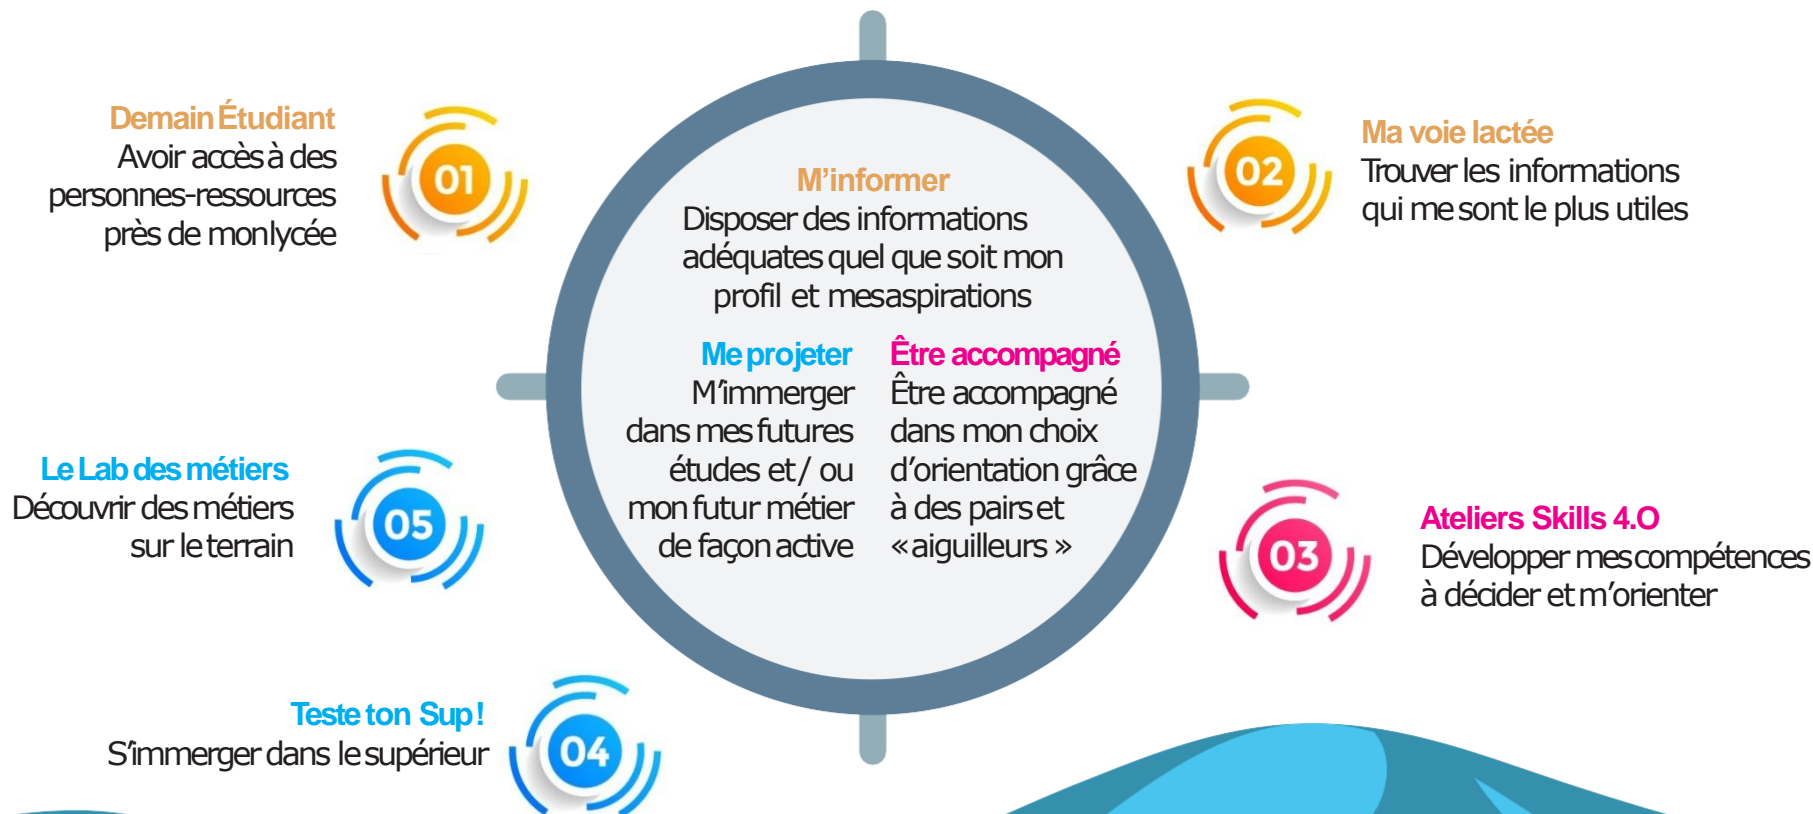 Demain Étudiant
Avoir accès à des
personnes-ressources
près de mon lycée
01
02
Ma voie lactée
Trouver les informations
qui me sont le plus utiles
M’informer
Disposer des informations
adéquates quel que soit mon
profil et mes aspirations
Me projeter
M’immerger
dans mes futures
études et / ou
mon futur métier
de façon active
Être accompagné
Être accompagné
dans mon choix
d’orientation grâce
à des pairs et
« aiguilleurs »
Le Lab des métiers
Découvrir des métiers
sur le terrain
05
03
Ateliers Skills 4.O
Développer mes compétences
à décider et m’orienter
Teste ton Sup !
S’immerger dans le supérieur
04